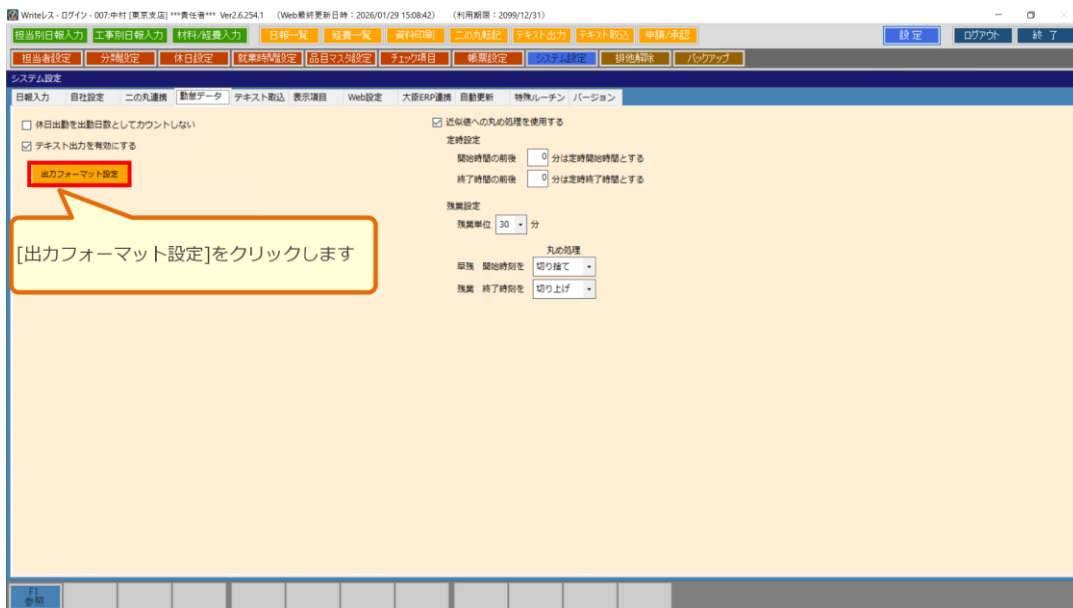 Writeレス - ログイン - 007:中村 [東京支店] ***責任者*** Ver2.6.254.1 （Web最終更新日時：2026/01/29 15:08:42） （利用期限：2099/12/31）
担当別日報入力 工事別日報入力 材料/経費入力 日報一覧 経費一覧 資料印刷 二の丸転記 テキスト出力 テキスト取込 申請/承認 設 定 ログアウト 終 了
担当者設定 分類設定 休日設定 就業時間設定 品目マスタ設定 チェック項目 帳票設定 システム設定 排他解除 バックアップ
システム設定
日報入力 自社設定 二の丸連携 勤怠データ テキスト取込 表示項目 Web設定 大臣ERP連携 自動更新 特殊ルーチン バージョン
休日出勤を出勤日数としてカウントしない
テキスト出力を有効にする
出力フォーマット設定
[出力フォーマット設定]をクリックします
近似値への丸め処理を使用する
定時設定
開始時間の前後 0 分は定時開始時間とする
終了時間の前後 0 分は定時終了時間とする
残業設定
残業単位 30 分
丸め処理
早残 開始時刻を 切り捨て
残業 終了時刻を 切り上げ
F1
参照